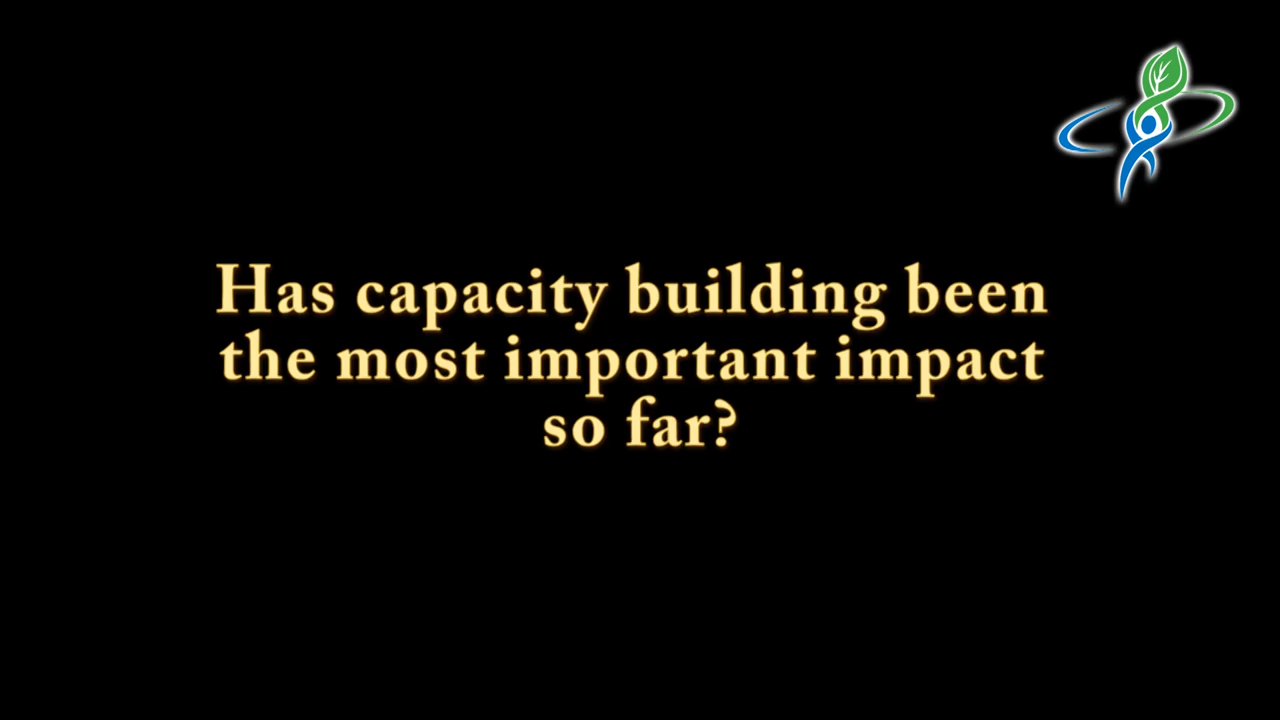 Has capacity building been
the most important impact
so far?